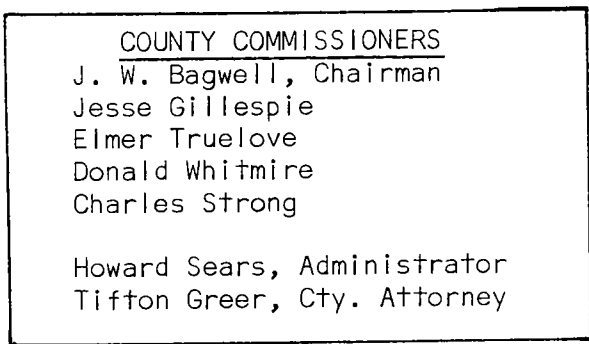 COUNTY COMMISSIONERS
J. W. Bagwell, Chairman
Jesse Gillespie
Elmer Truelove
Donald Whitmire
Charles Strong
Howard Sears, Administrator
Tifton Greer, Cty. Attorney